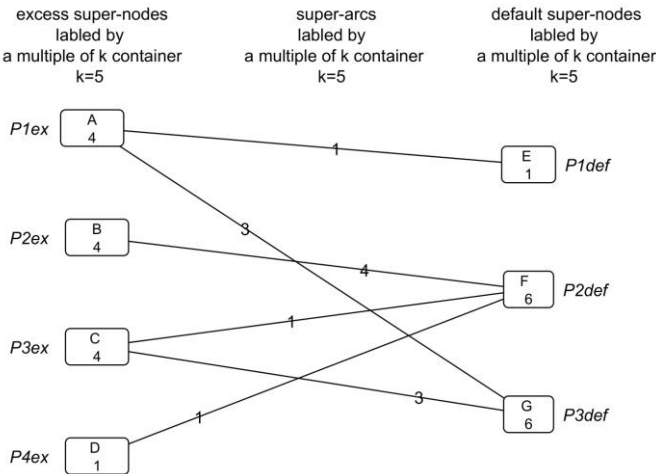 excess super-nodes
labled by
a multiple of k container
k=5
super-arcs
labled by
a multiple of k container
k=5
default super-nodes
labled by
a multiple of k container
k=5
P1ex
A
4
1
E
1
P1def
3
P2ex
B
4
4
F
6
P2def
1
P3ex
C
4
3
G
6
P3def
1
P4ex
D
1